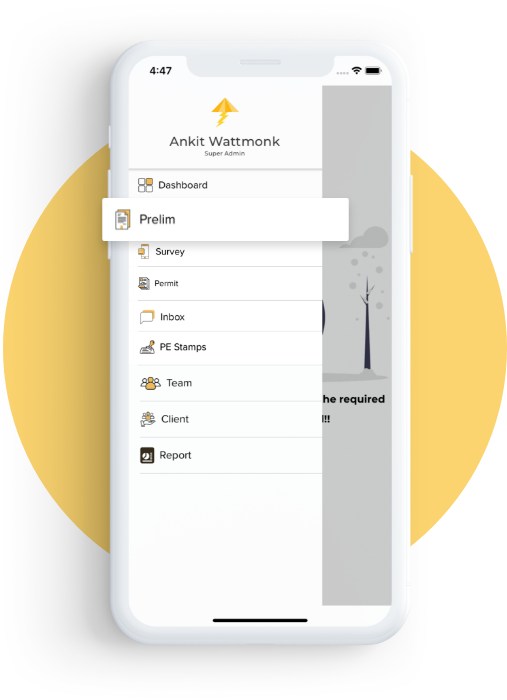 4:47
Ankit Wattmonk
Super Admin
Dashboard
Prelim
Survey
Permit
Inbox
PE Stamps
Team
Client
Report
he required
!!